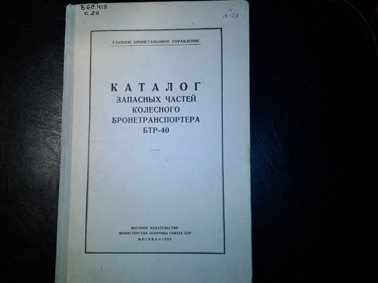 ГЛАВНОЕ БРОНЕТАНКОВОЕ УПРАВЛЕНИЕ
КАТАЛОГ
ЗАПАСНЫХ ЧАСТЕЙ
КОЛЕСНОГО
БРОНЕТРАНСПОРТЕРА
БТР-40
ВОЕННОЕ ИЗДАТЕЛЬСТВО
МИНИСТЕРСТВА ОБОРОНЫ СОЮЗА ССР
МОСКВА